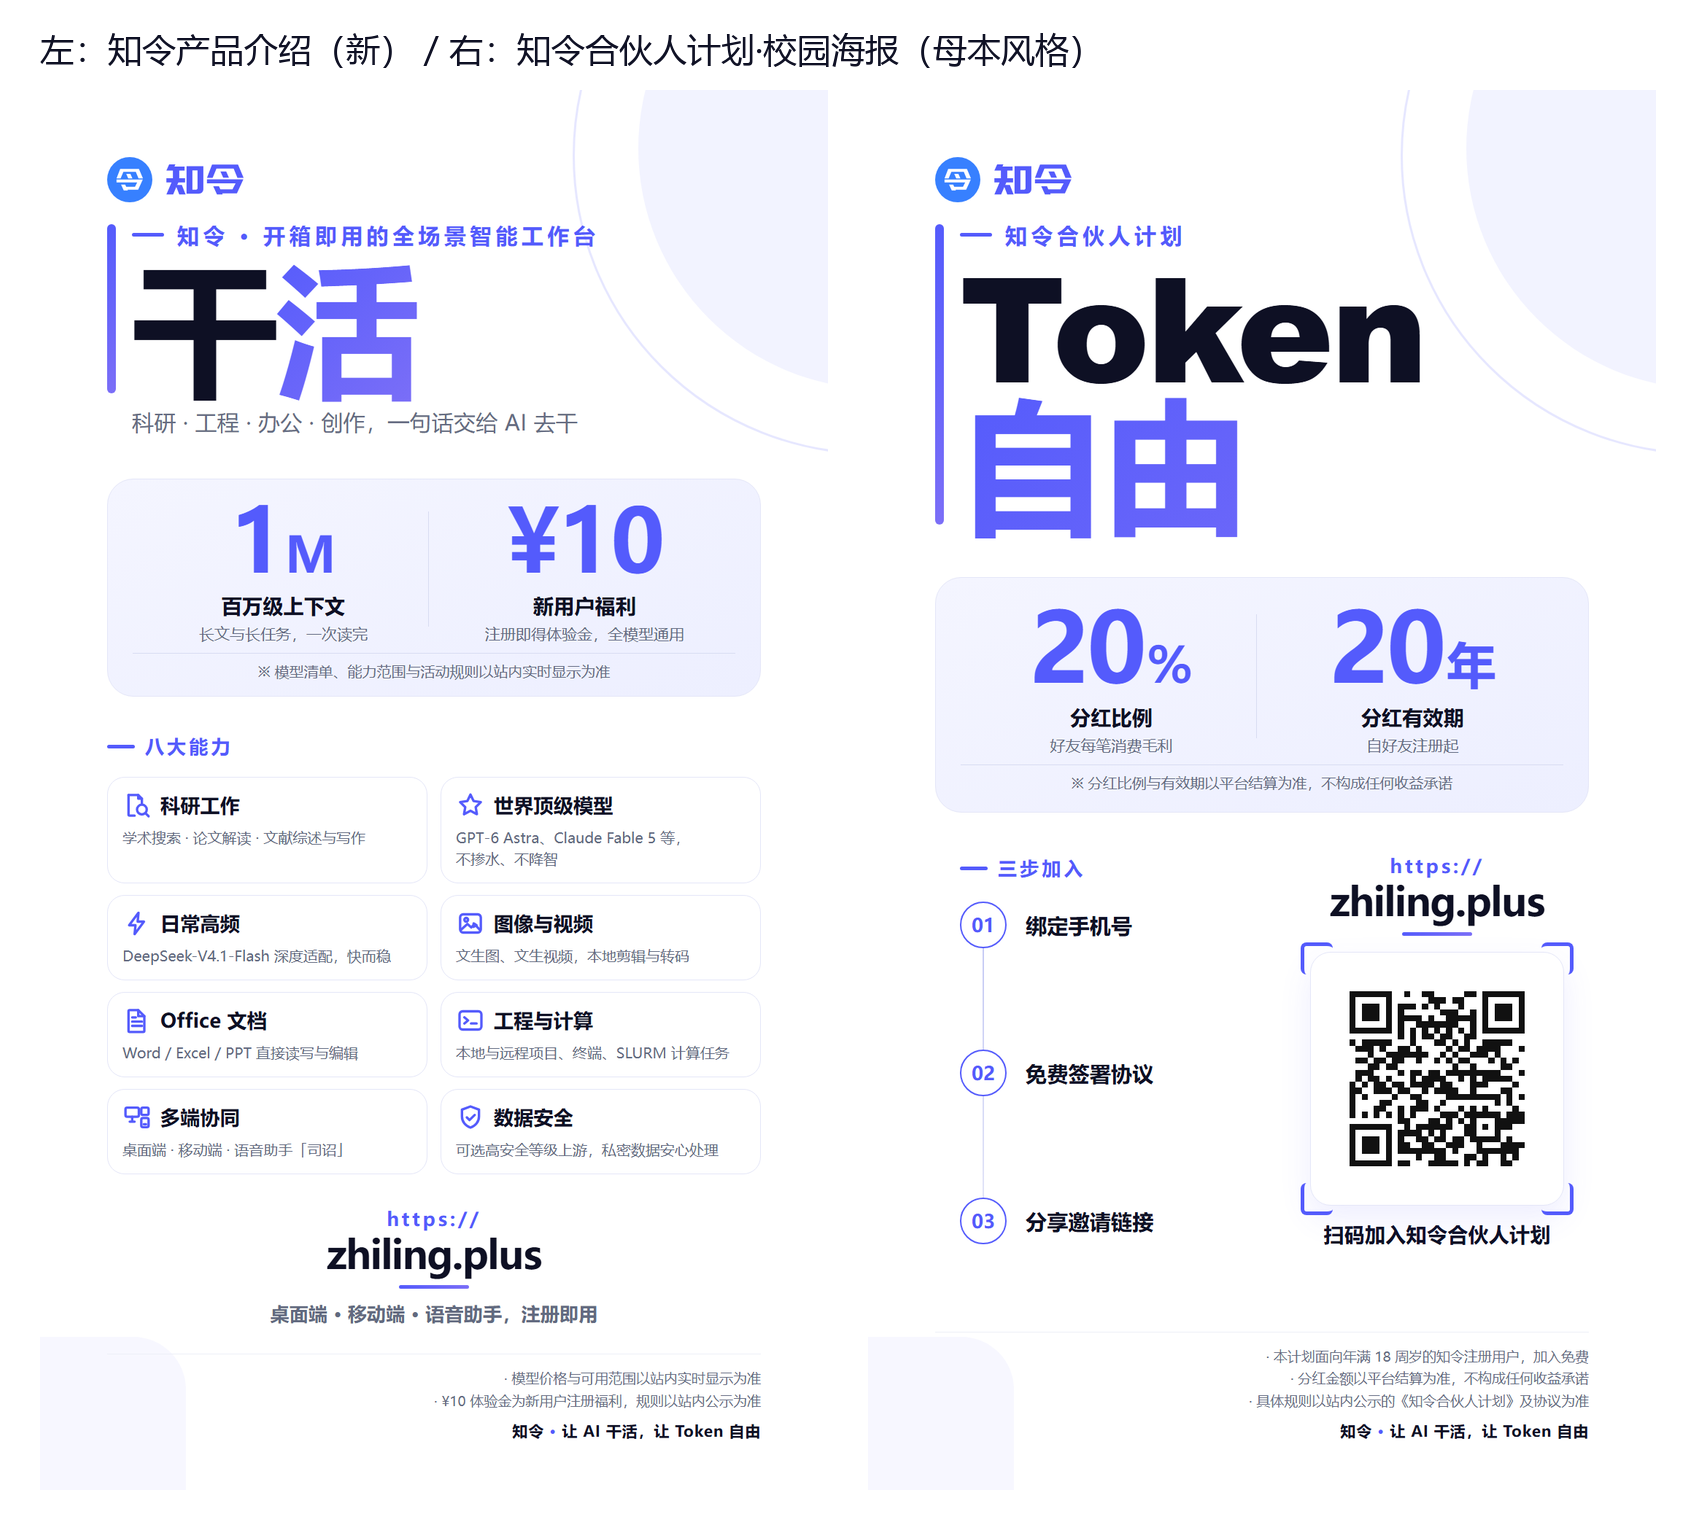 左：知令产品介绍（新） / 右：知令合伙人计划·校园海报（母本风格）
知令
知令 · 开箱即用的全场景智能工作台
干活
科研 · 工程 · 办公 · 创作，一句话交给 AI 去干
1M
百万级上下文
长文与长任务，一次读完
¥10
新用户福利
注册即得体验金，全模型通用
※ 模型清单、能力范围与活动规则以站内实时显示为准
八大能力
科研工作
学术搜索 · 论文解读 · 文献综述与写作
世界顶级模型
GPT-6 Astra、Claude Fable 5 等，
不掺水、不降智
日常高频
DeepSeek-V4.1-Flash 深度适配，快而稳
图像与视频
文生图、文生视频，本地剪辑与转码
Office 文档
Word / Excel / PPT 直接读写与编辑
工程与计算
本地与远程项目、终端、SLURM 计算任务
多端协同
桌面端 · 移动端 · 语音助手「司诏」
数据安全
可选高安全等级上游，私密数据安心处理
https://
zhiling.plus
桌面端 • 移动端 • 语音助手，注册即用
· 模型价格与可用范围以站内实时显示为准
· ¥10 体验金为新用户注册福利，规则以站内公示为准
知令 • 让 AI 干活，让 Token 自由
知令
知令合伙人计划
Token
自由
20%
分红比例
好友每笔消费毛利
20年
分红有效期
自好友注册起
※ 分红比例与有效期以平台结算为准，不构成任何收益承诺
三步加入
01 绑定手机号
02 免费签署协议
03 分享邀请链接
https://
zhiling.plus
扫码加入知令合伙人计划
· 本计划面向年满 18 周岁的知令注册用户，加入免费
· 分红金额以平台结算为准，不构成任何收益承诺
· 具体规则以站内公示的《知令合伙人计划》及协议为准
知令 • 让 AI 干活，让 Token 自由